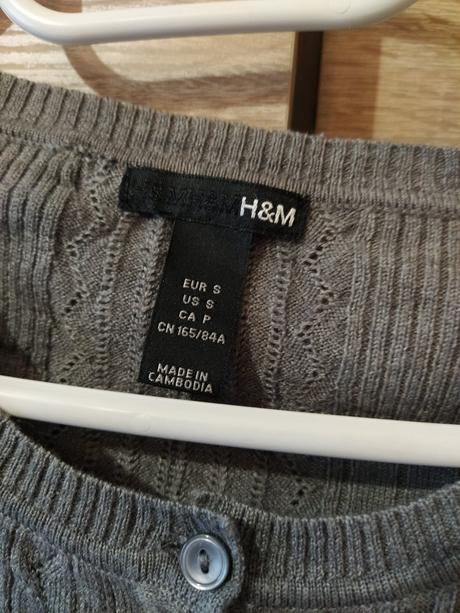 H&M
EUR S
US S
CA P
CN 165/84A
MADE IN
CAMBODIA